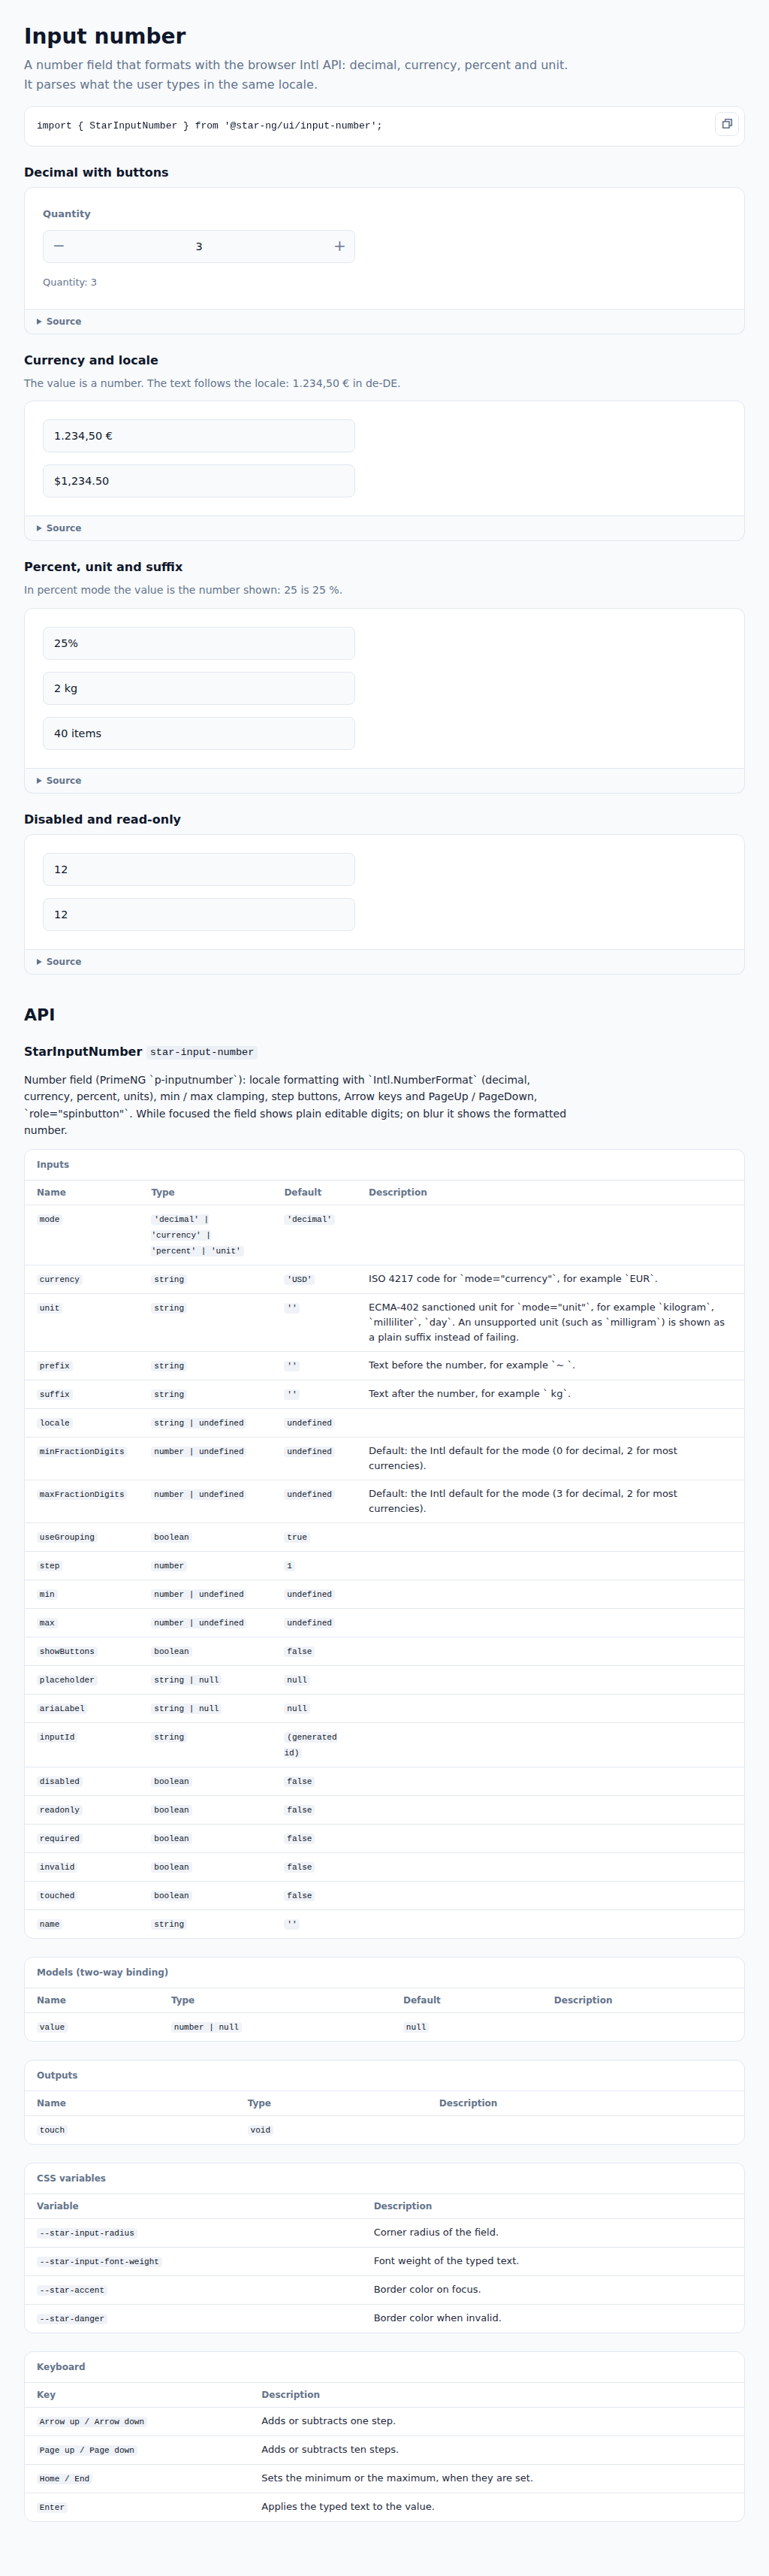 Input number
A number field that formats with the browser Intl API: decimal, currency, percent and unit.
It parses what the user types in the same locale.
import { StarInputNumber } from '@star-ng/ui/input-number';
Decimal with buttons
Quantity
— 3 +
Quantity: 3
▶ Source
Currency and locale
The value is a number. The text follows the locale: 1.234,50 € in de-DE.
1.234,50 €
$1,234.50
▶ Source
Percent, unit and suffix
In percent mode the value is the number shown: 25 is 25 %.
25%
2 kg
40 items
▶ Source
Disabled and read-only
12
12
▶ Source
API
StarInputNumber star-input-number
Number field (PrimeNG `p-inputnumber`): locale formatting with `Intl.NumberFormat` (decimal,
currency, percent, units), min / max clamping, step buttons, Arrow keys and PageUp / PageDown,
`role="spinbutton"`. While focused the field shows plain editable digits; on blur it shows the formatted
number.
Inputs
Name Type Default Description
mode 'decimal' | 'decimal'
'currency' |
'percent' | 'unit'
currency string 'USD' ISO 4217 code for `mode="currency"`, for example `EUR`.
unit string '' ECMA-402 sanctioned unit for `mode="unit"`, for example `kilogram`,
`milliliter`, `day`. An unsupported unit (such as `milligram`) is shown as
a plain suffix instead of failing.
prefix string '' Text before the number, for example `~ `.
suffix string '' Text after the number, for example ` kg`.
locale string | undefined undefined
minFractionDigits number | undefined undefined Default: the Intl default for the mode (0 for decimal, 2 for most
currencies).
maxFractionDigits number | undefined undefined Default: the Intl default for the mode (3 for decimal, 2 for most
currencies).
useGrouping boolean true
step number 1
min number | undefined undefined
max number | undefined undefined
showButtons boolean false
placeholder string | null null
ariaLabel string | null null
inputId string (generated
id)
disabled boolean false
readonly boolean false
required boolean false
invalid boolean false
touched boolean false
name string ''
Models (two-way binding)
Name Type Default Description
value number | null null
Outputs
Name Type Description
touch void
CSS variables
Variable Description
--star-input-radius Corner radius of the field.
--star-input-font-weight Font weight of the typed text.
--star-accent Border color on focus.
--star-danger Border color when invalid.
Keyboard
Key Description
Arrow up / Arrow down Adds or subtracts one step.
Page up / Page down Adds or subtracts ten steps.
Home / End Sets the minimum or the maximum, when they are set.
Enter Applies the typed text to the value.